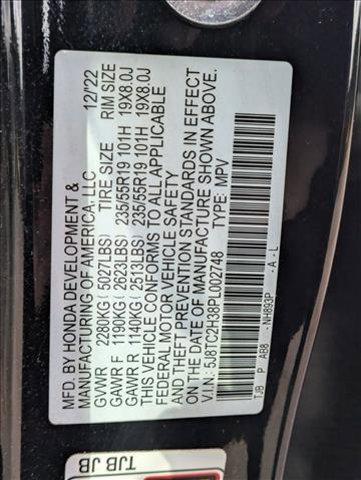 MFD. BY HONDA DEVELOPMENT &
MANUFACTURING OF AMERICA, LLC 12/'22
GVWR 2280KG (5027LBS) TIRE SIZE RIM SIZE
GAWR F 1190KG (2623LBS) 235/55R19 101H 19X8.0J
GAWR R 1140KG (2513LBS) 235/55R19 101H 19X8.0J
THIS VEHICLE CONFORMS TO ALL APPLICABLE
FEDERAL MOTOR VEHICLE SAFETY
AND THEFT PREVENTION STANDARDS IN EFFECT
ON THE DATE OF MANUFACTURE SHOWN ABOVE.
V.I.N.: 5J8TC2H38PL002748 TYPE: MPV
TJB P AB8 -NH893P -A-L
TJB JB